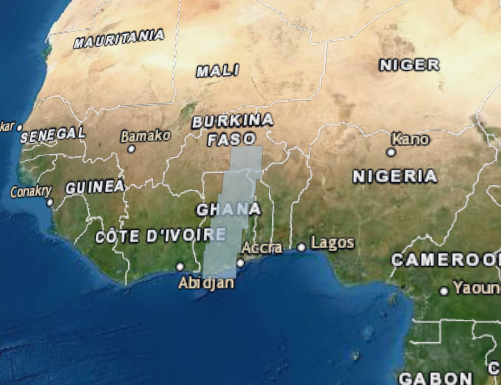 MAURITANIA
MALI
NIGER
BURKINA
FASO
kar
SENEGAL
Bamako
Kano
Conakry
GUINEA
NIGERIA
GHANA
CÔTE D'IVOIRE
Accra
Lagos
CAMEROO
Abidjan
Yaoun
GABON
C